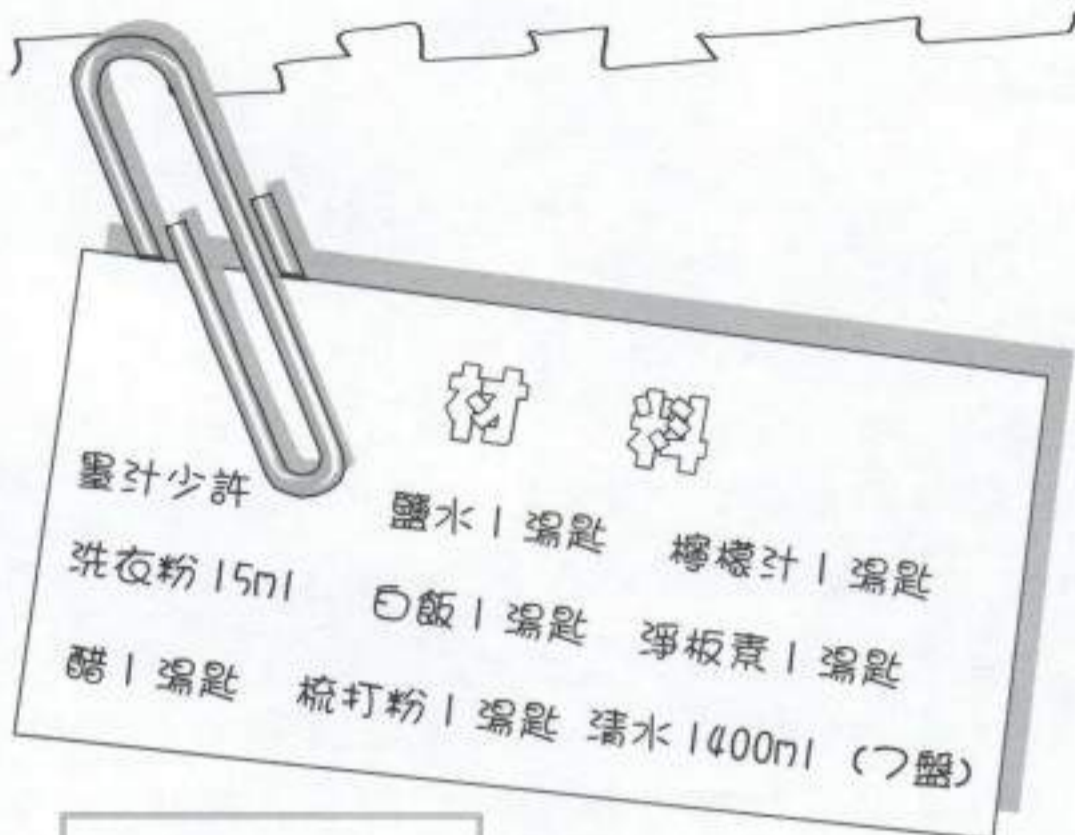 材 料
墨汁少許 鹽水1湯匙 檸檬汁1湯匙
洗衣粉15ml 白飯1湯匙 淨板素1湯匙
醋1湯匙 梳打粉1湯匙 清水1400ml (7盤)